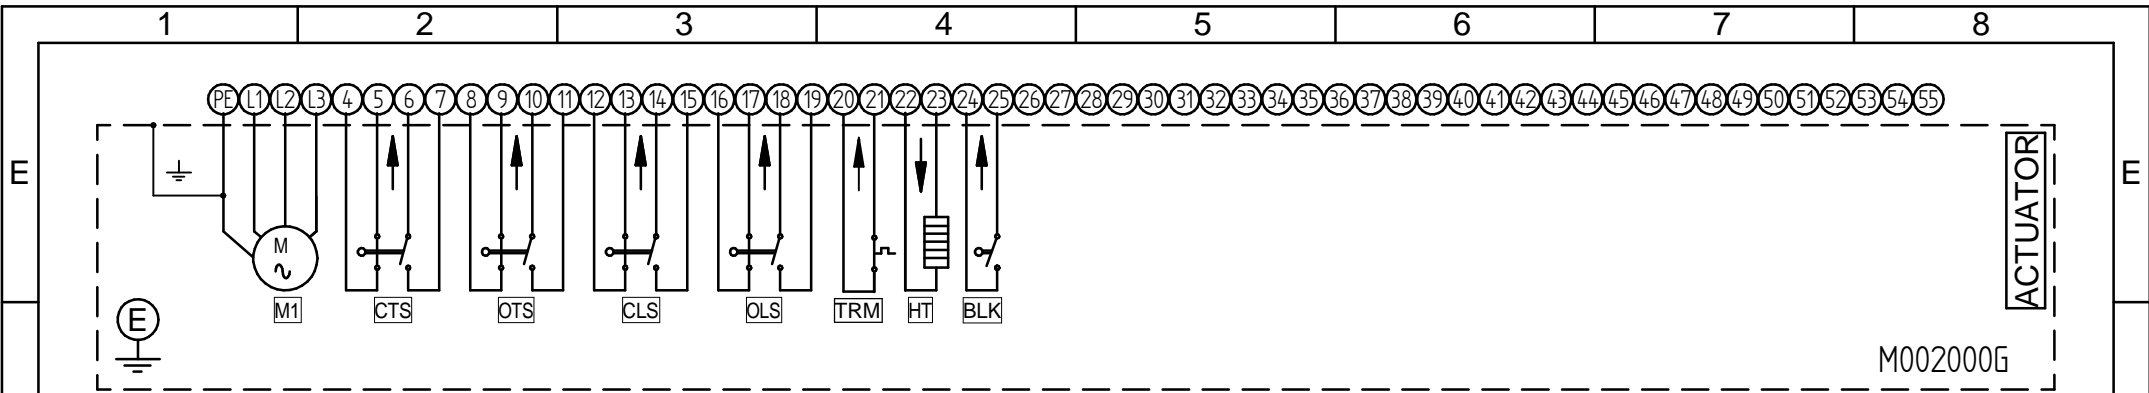 1 2 3 4 5 6 7 8
PE L1 L2 L3 4 5 6 7 8 9 10 11 12 13 14 15 16 17 18 19 20 21 22 23 24 25 26 27 28 29 30 31 32 33 34 35 36 37 38 39 40 41 42 43 44 45 46 47 48 49 50 51 52 53 54 55
E E
ACTUATOR
M
M1 CTS OTS CLS OLS TRM HT BLK
E
M002000G